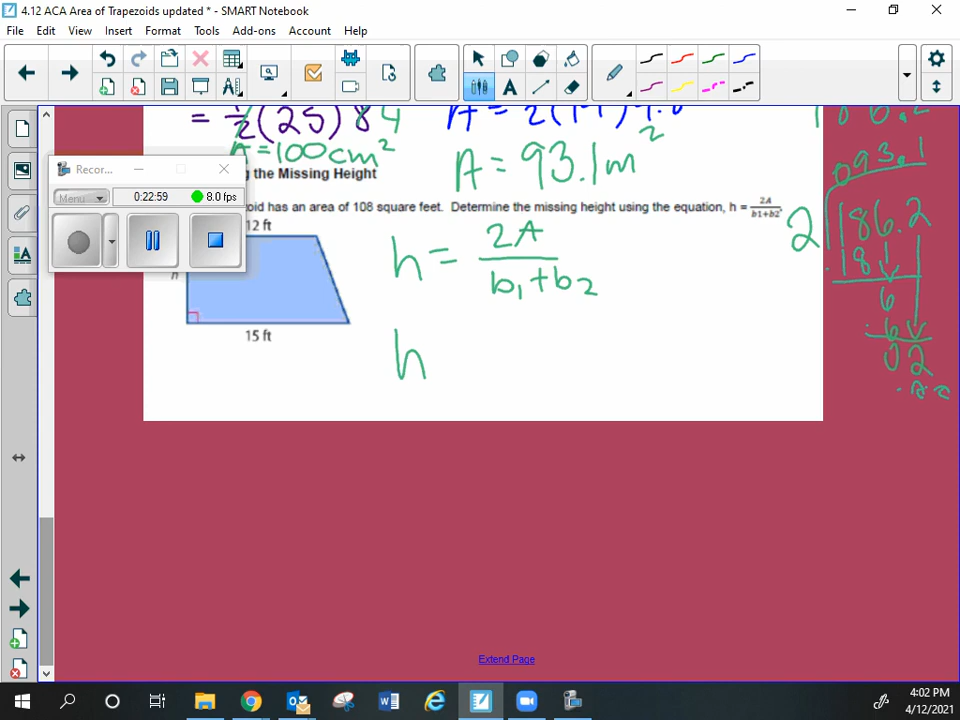 4.12 ACA Area of Trapezoids updated * - SMART Notebook
File Edit View Insert Format Tools Add-ons Account Help
= ½(25)84
A = 100cm²
A = 93.1m²
Recor...
Menu
0:22:59
8.0 fps
g the Missing Height
oid has an area of 108 square feet. Determine the missing height using the equation, h = 2A/b1+b2.
12 ft
h
15 ft
h = 2A
b₁+b₂
h
093.1
2 186.2
18
6
6
02
Extend Page
4:02 PM
4/12/2021